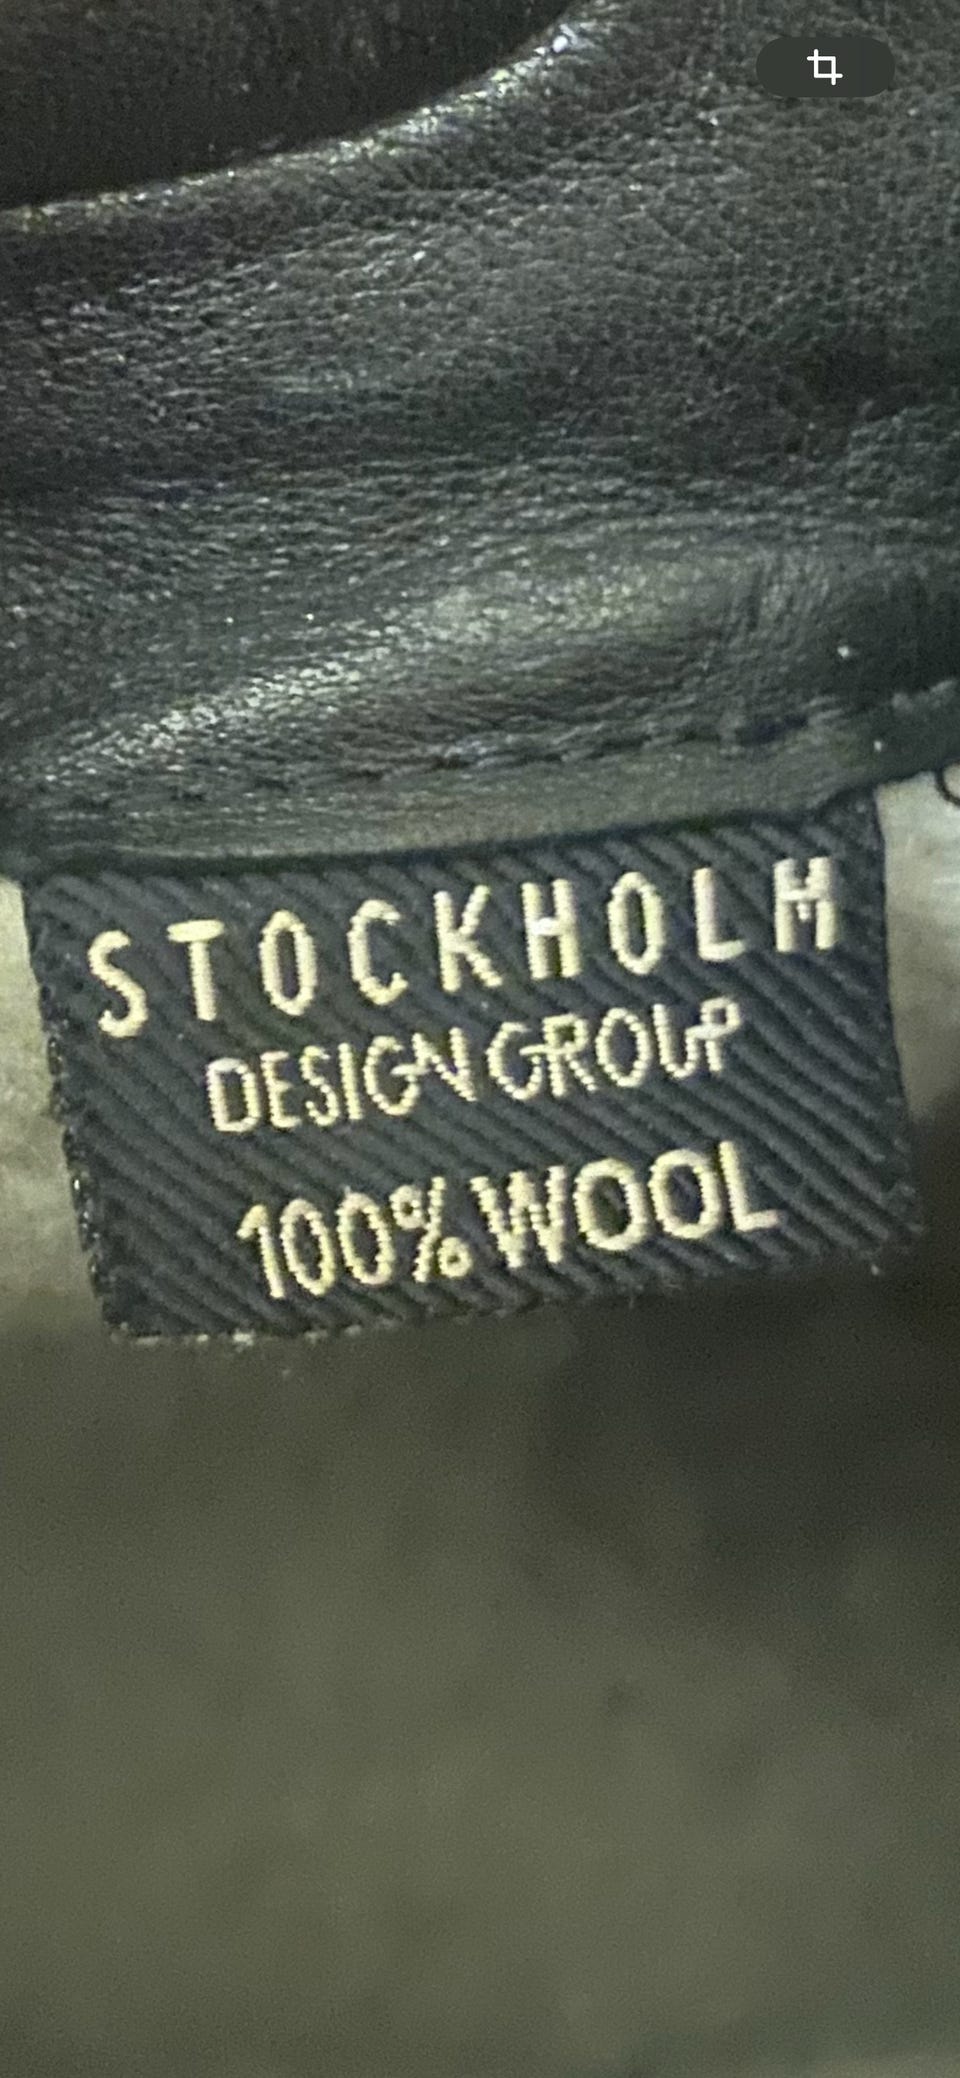 STOCKHOLM
DESIGN GROUP
100% WOOL